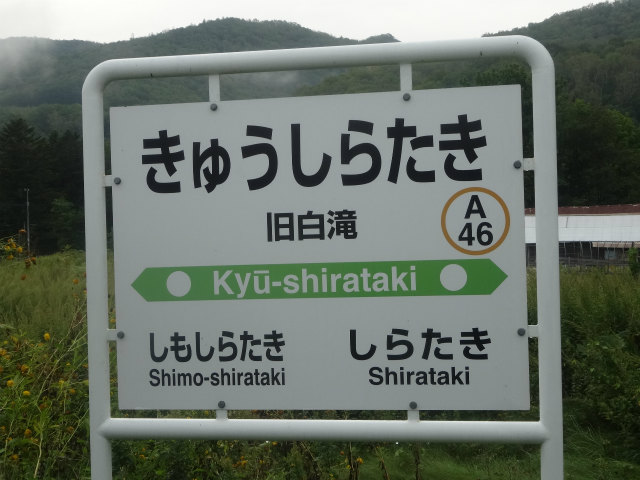 きゅうしらたき
旧白滝
A
46
Kyū-shirataki
しもしらたき
Shimo-shirataki
しらたき
Shirataki